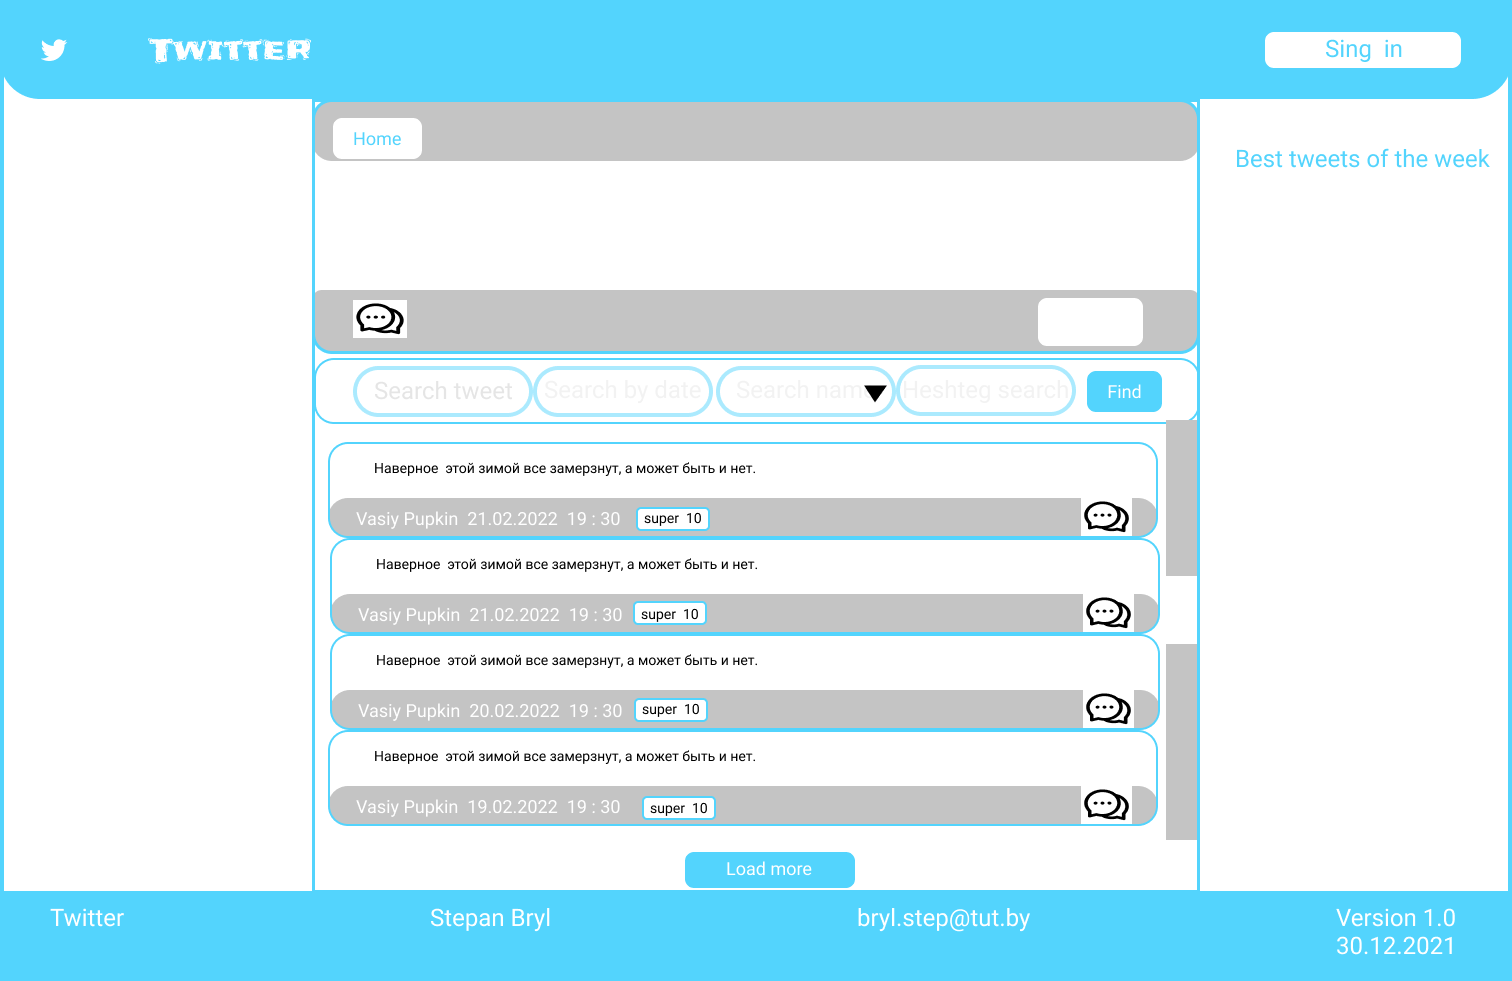 Twitter
Sing in
Home
Best tweets of the week
Search tweet
Search by date
Search nam
Heshteg search
Find
Наверное этой зимой все замерзнут, а может быть и нет.
Vasiy Pupkin 21.02.2022 19 : 30 super 10
Наверное этой зимой все замерзнут, а может быть и нет.
Vasiy Pupkin 21.02.2022 19 : 30 super 10
Наверное этой зимой все замерзнут, а может быть и нет.
Vasiy Pupkin 20.02.2022 19 : 30 super 10
Наверное этой зимой все замерзнут, а может быть и нет.
Vasiy Pupkin 19.02.2022 19 : 30 super 10
Load more
Twitter
Stepan Bryl
bryl.step@tut.by
Version 1.0
30.12.2021